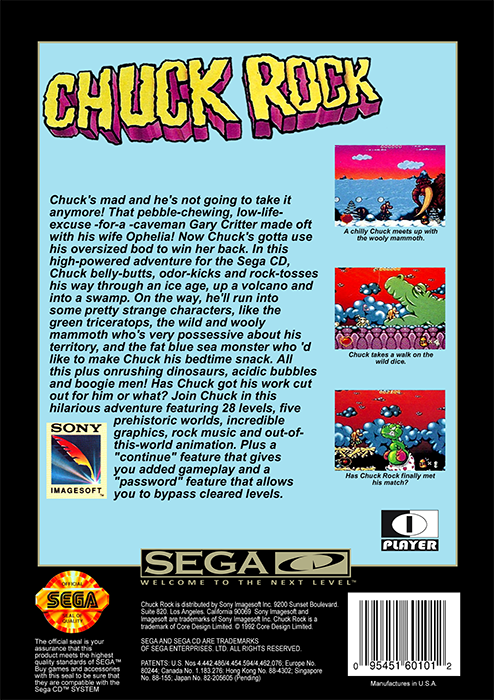 CHUCK ROCK
A chilly Chuck meets up with
the wooly mammoth.
Chuck's mad and he's not going to take it
anymore! That pebble-chewing, low-life-
excuse -for-a -caveman Gary Critter made oft
with his wife Ophelia! Now Chuck's gotta use
his oversized bod to win her back. In this
high-powered adventure for the Sega CD,
Chuck belly-butts, odor-kicks and rock-tosses
his way through an ice age, up a volcano and
into a swamp. On the way, he'll run into
some pretty strange characters, like the
green triceratops, the wild and wooly
mammoth who's very possessive about his
territory, and the fat blue sea monster who 'd
like to make Chuck his bedtime snack. All
this plus onrushing dinosaurs, acidic bubbles
and boogie men! Has Chuck got his work cut
out for him or what? Join Chuck in this
hilarious adventure featuring 28 levels, five
prehistoric worlds, incredible
graphics, rock music and out-of-
this-world animation. Plus a
"continue" feature that gives
you added gameplay and a
"password" feature that allows
you to bypass cleared levels.
Chuck takes a walk on the
wild dice.
Has Chuck Rock finally met
his match?
SONY
IMAGESOFT
1
PLAYER
SEGA CD
WELCOME TO THE NEXT LEVEL™
OFFICIAL
SEGA
SEAL OF
QUALITY
The official seal is your
assurance that this
product meets the highest
quality standards of SEGA™
Buy games and accessories
with this seal to be sure that
they are compatible with the
Sega CD™ SYSTEM
Chuck Rock is distributed by Sony Imagesoft Inc. 9200 Sunset Boulevard.
Suite 820. Los Angeles. California 90069 Sony Imagesoft and
Imagesoft are trademarks of Sony Imagesoft Inc. Chuck Rock is a
trademark of Core Design Limited. © 1992 Core Design Limited.
SEGA AND SEGA CD ARE TRADEMARKS
OF SEGA ENTERPRISES. LTD. ALL RIGHTS RESERVED.
PATENTS: U.S. Nos 4.442.486/4.454.594/4,462.076; Europe No.
80244; Canada No. 1.183.276: Hong Kong No. 88-4302; Singapore
No. 88-155; Japan No. 82-205605 (Pending)
0 95451 60101 2
Manufactures in U.S.A.